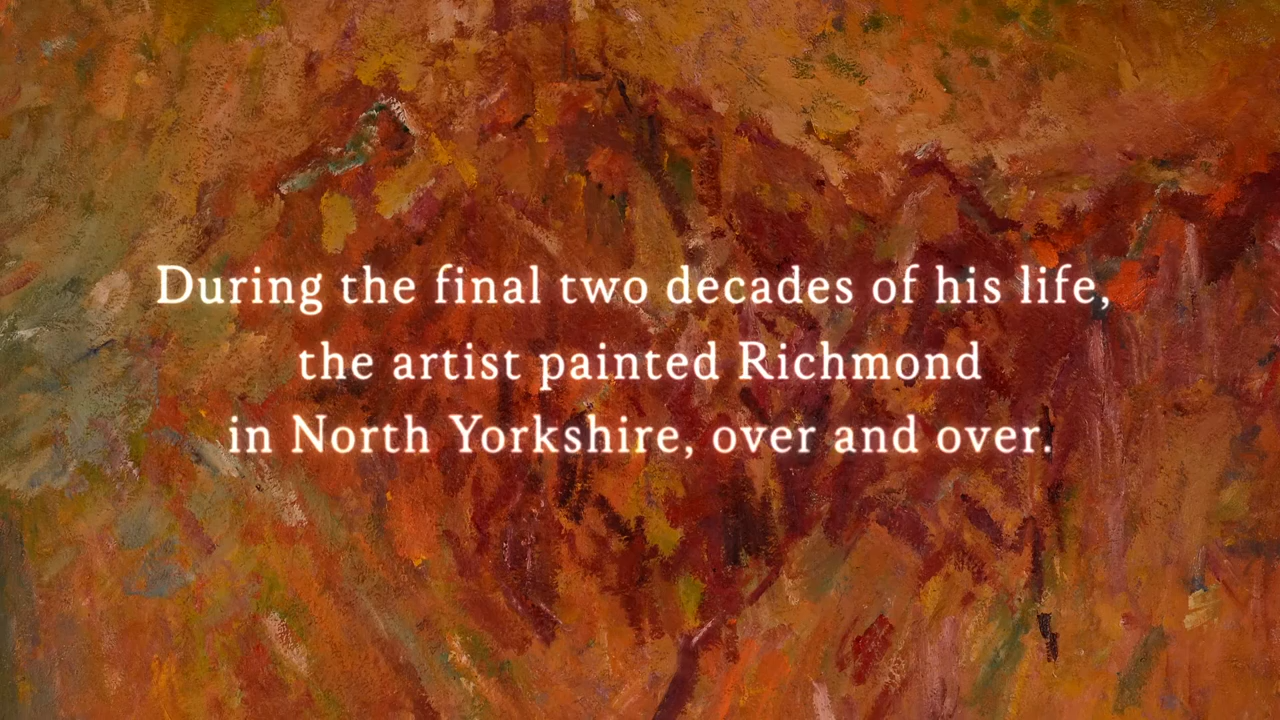 During the final two decades of his life,
the artist painted Richmond
in North Yorkshire, over and over.